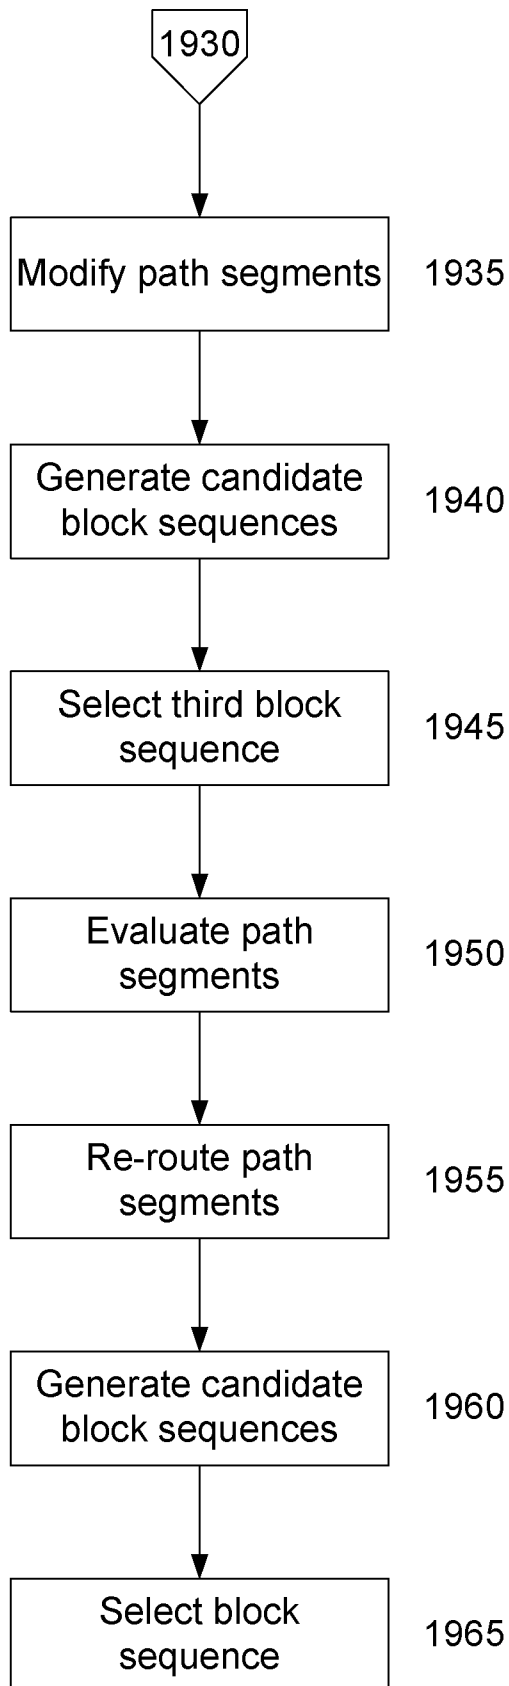 1930
Modify path segments 1935
Generate candidate
block sequences
1940
Select third block
sequence
1945
Evaluate path
segments
1950
Re-route path
segments
1955
Generate candidate
block sequences
1960
Select block
sequence
1965